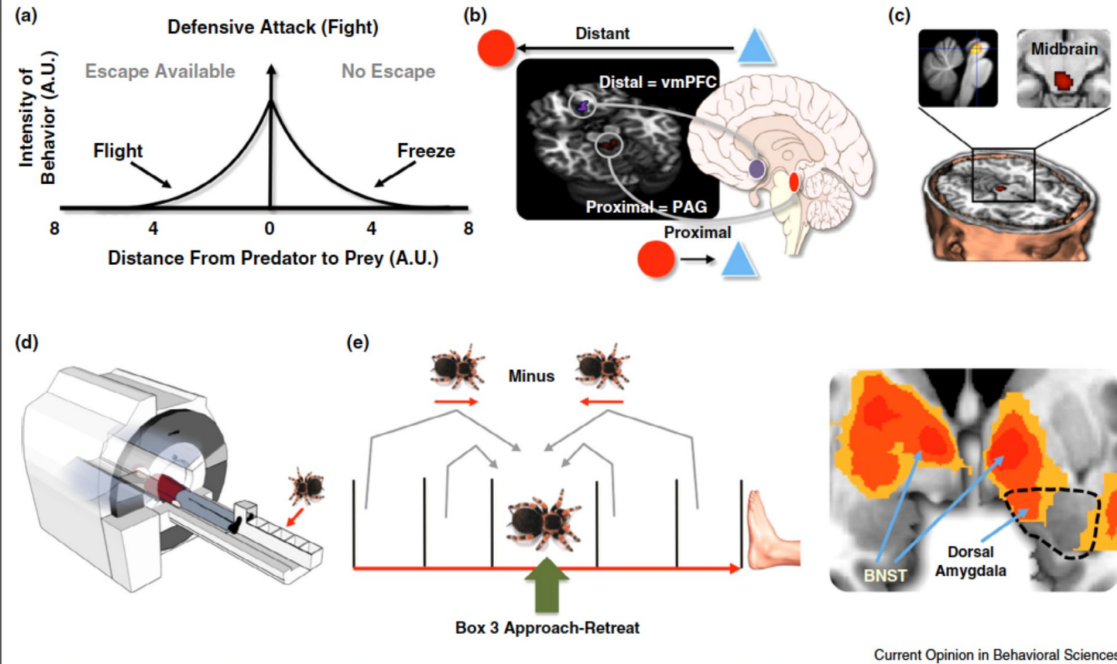 (a)
Defensive Attack (Fight)
Escape Available
No Escape
Intensity of
Behavior (A.U.)
Flight
Freeze
8
4
0
4
8
Distance From Predator to Prey (A.U.)
(b)
Distant
Distal = vmPFC
Proximal = PAG
Proximal
(c)
Midbrain
(d)
(e)
Minus
Box 3 Approach-Retreat
BNST
Dorsal
Amygdala
Current Opinion in Behavioral Sciences